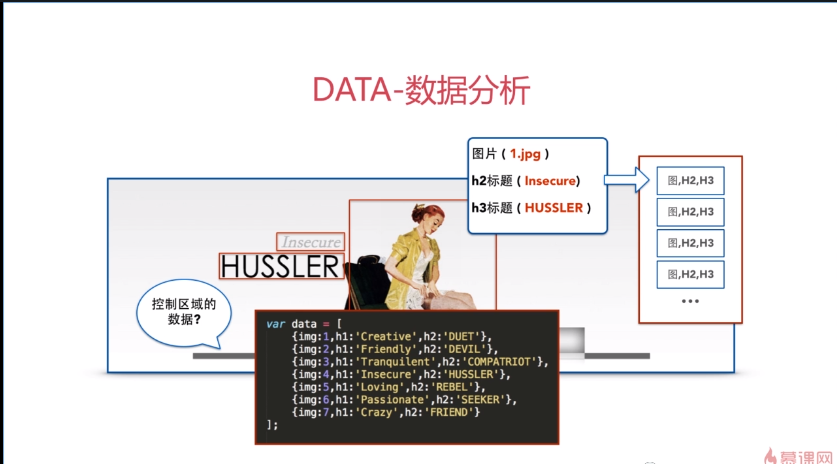 DATA-数据分析
图片 ( 1.jpg )
h2标题 ( Insecure)
h3标题 ( HUSSLER )
图,H2,H3
图,H2,H3
图,H2,H3
图,H2,H3
•••
Insecure
HUSSLER
控制区域的
数据?
var data = [
{img:1,h1:'Creative',h2:'DUET'},
{img:2,h1:'Friendly',h2:'DEVIL'},
{img:3,h1:'Tranquilent',h2:'COMPATRIOT'},
{img:4,h1:'Insecure',h2:'HUSSLER'},
{img:5,h1:'Loving',h2:'REBEL'},
{img:6,h1:'Passionate',h2:'SEEKER'},
{img:7,h1:'Crazy',h2:'FRIEND'}
];
慕课网